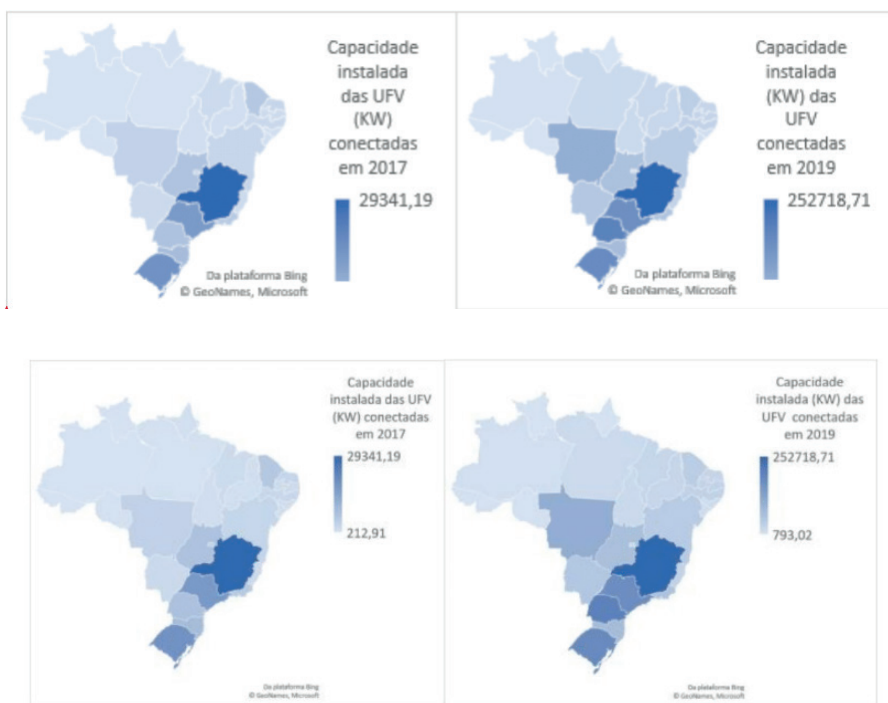 Capacidade
instalada
das UFV
(KW)
conectadas
em 2017
29341,19
Da plataforma Bing
© GeoNames, Microsoft
Capacidade
instalada
(KW) das
UFV
conectadas
em 2019
252718,71
Da plataforma Bing
© GeoNames, Microsoft
Capacidade
instalada das UFV
(KW) conectadas
em 2017
29341,19
212,91
Da plataforma Bing
© GeoNames, Microsoft
Capacidade
instalada (KW) das
UFV conectadas
em 2019
252718,71
793,02
Da plataforma Bing
© GeoNames, Microsoft